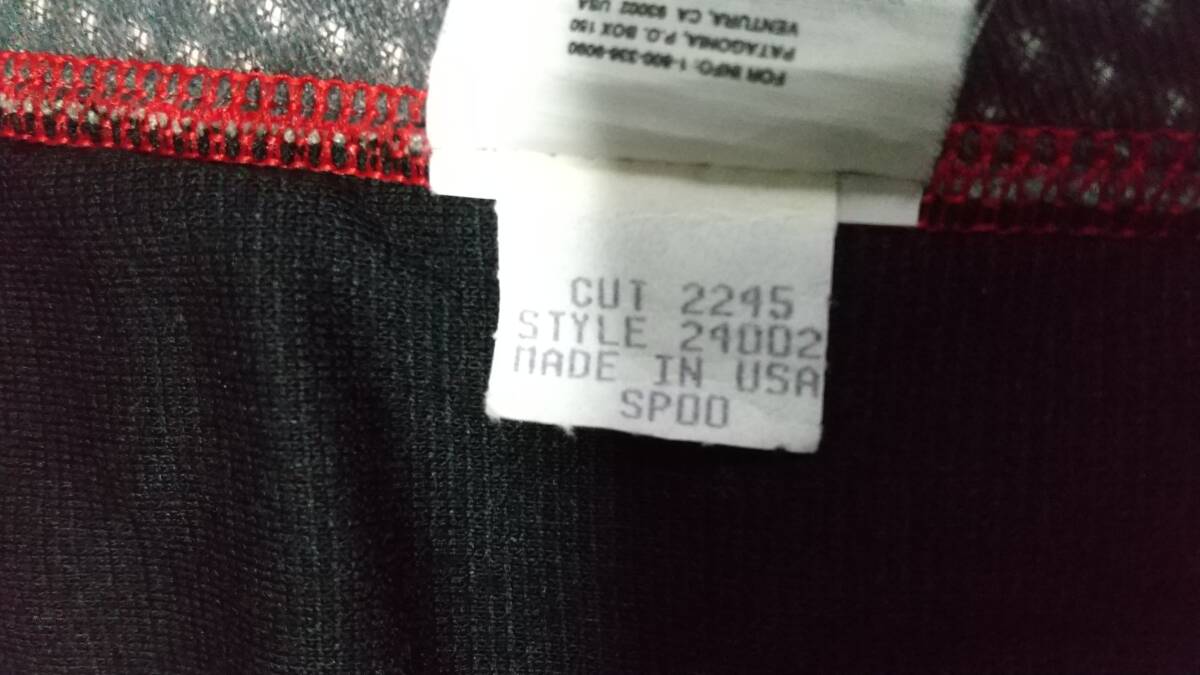 FOR INFO: 1-800-336-9090
PATAGONIA, P.O. BOX 150
VENTURA, CA 93002 USA
CUT 2245
STYLE 24002
MADE IN USA
SP00